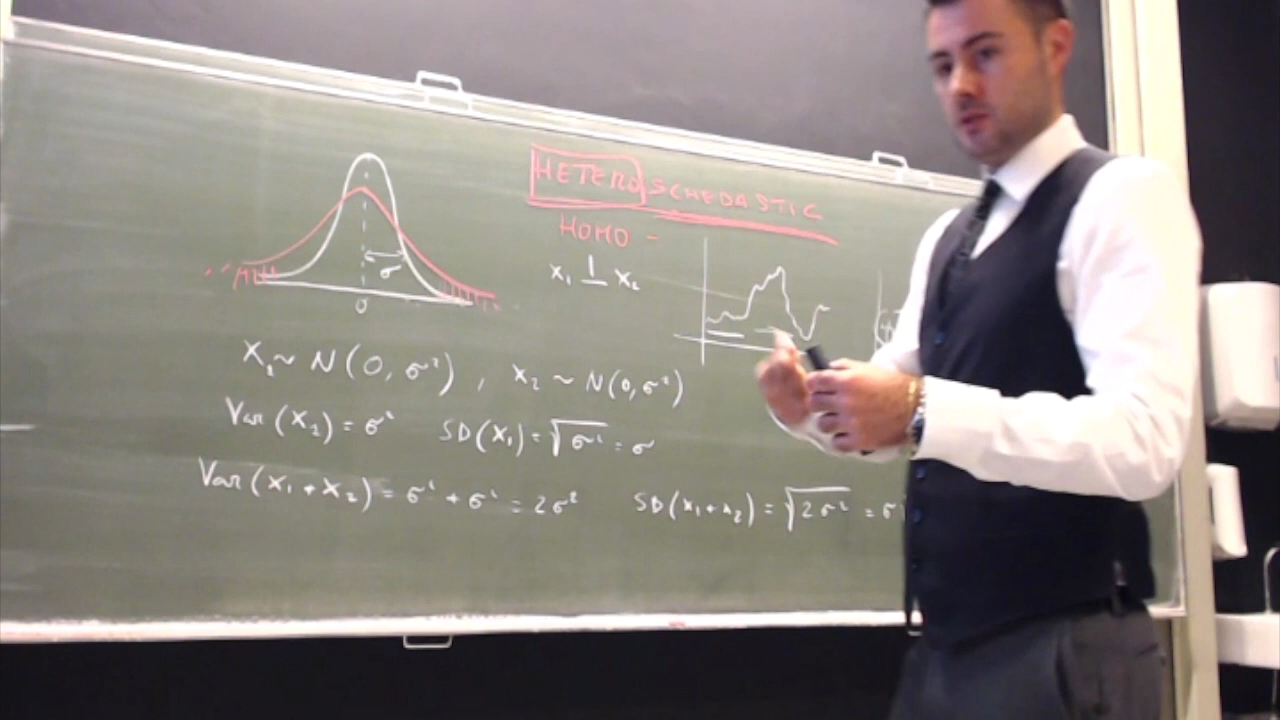 HETEROSCHEDASTIC
HOMO -
X₁ ⊥ X₂
σ
0
X₁ ~ N(0, σ²), X₂ ~ N(0, σ²)
Var(X₁) = σ² SD(X₁) = √σ² = σ
Var(X₁+X₂) = σ² + σ² = 2σ² SD(X₁+X₂) = √2σ² = σ